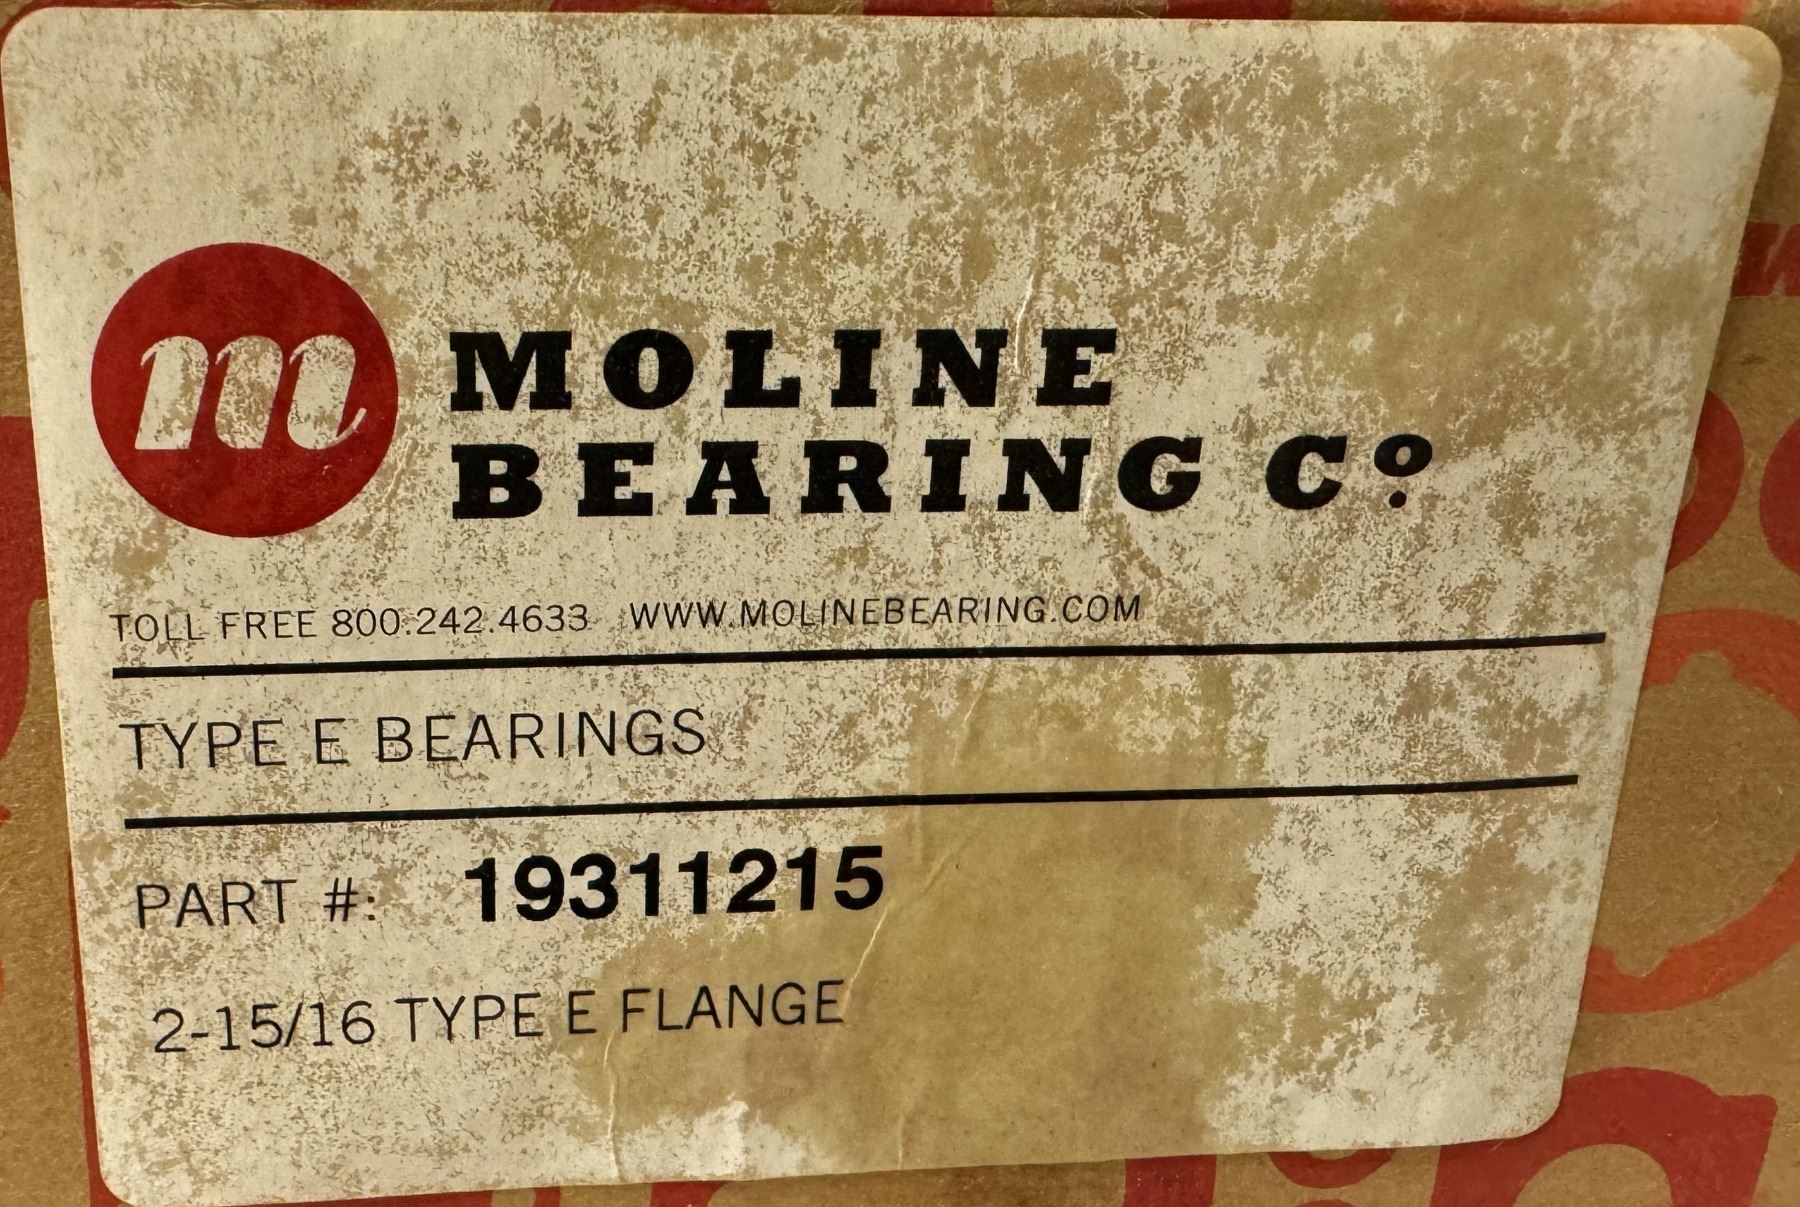 m
MOLINE
BEARING Cº
TOLL FREE 800.242.4633 WWW.MOLINEBEARING.COM
TYPE E BEARINGS
PART #: 19311215
2-15/16 TYPE E FLANGE